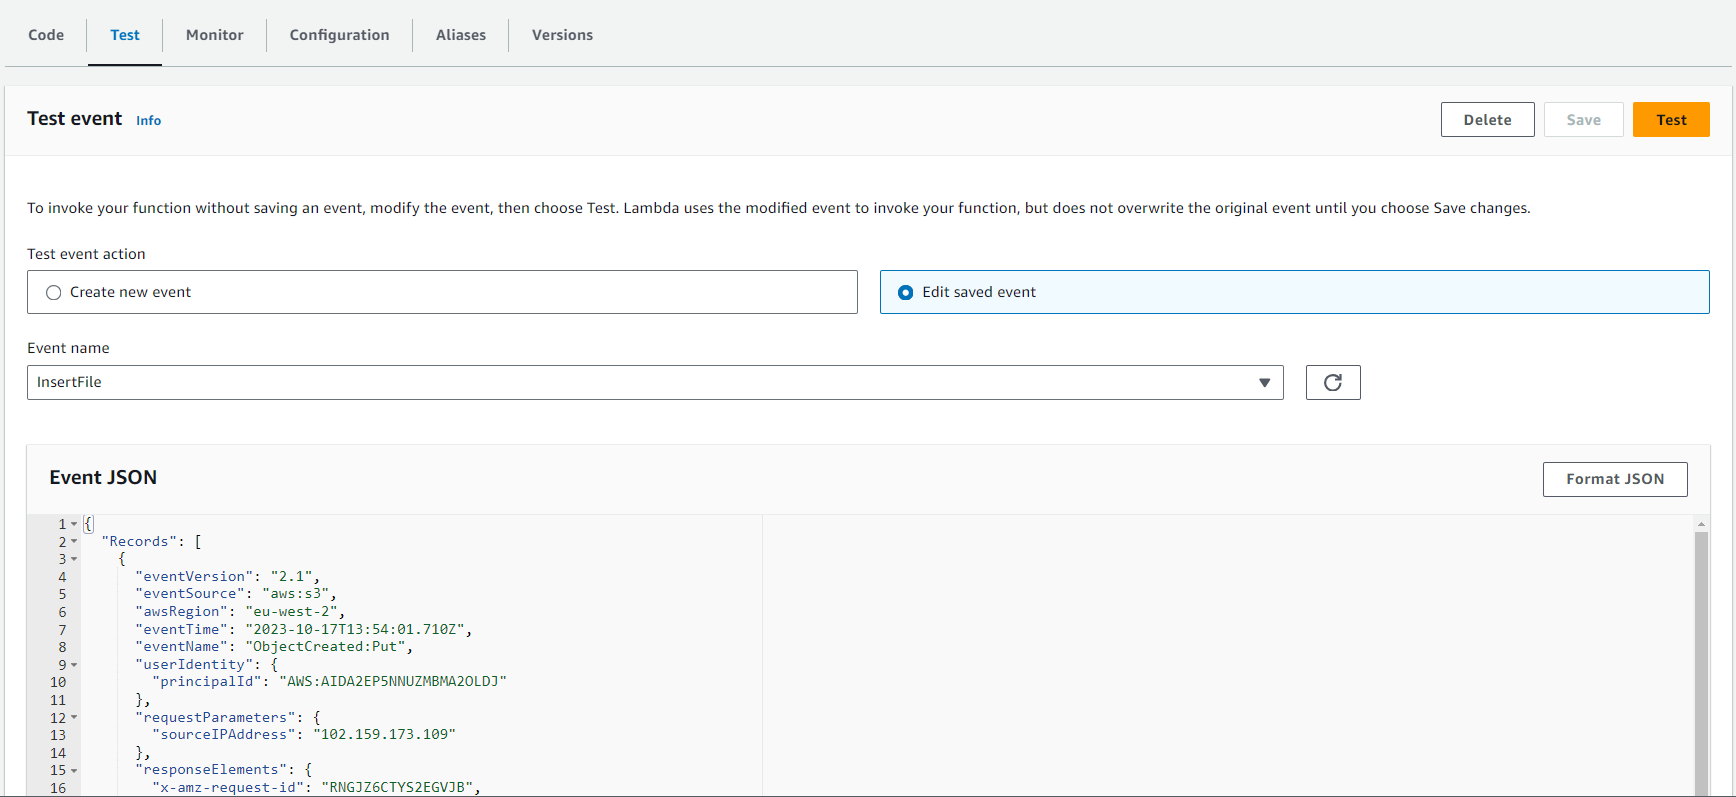 Code Test Monitor Configuration Aliases Versions
Test event Info Delete Save Test
To invoke your function without saving an event, modify the event, then choose Test. Lambda uses the modified event to invoke your function, but does not overwrite the original event until you choose Save changes.
Test event action
Create new event Edit saved event
Event name
InsertFile
Event JSON Format JSON
1 {
2 "Records": [
3 {
4 "eventVersion": "2.1",
5 "eventSource": "aws:s3",
6 "awsRegion": "eu-west-2",
7 "eventTime": "2023-10-17T13:54:01.710Z",
8 "eventName": "ObjectCreated:Put",
9 "userIdentity": {
10 "principalId": "AWS:AIDA2EP5NNUZMBMA2OLDJ"
11 },
12 "requestParameters": {
13 "sourceIPAddress": "102.159.173.109"
14 },
15 "responseElements": {
16 "x-amz-request-id": "RNGJZ6CTYS2EGVJB",